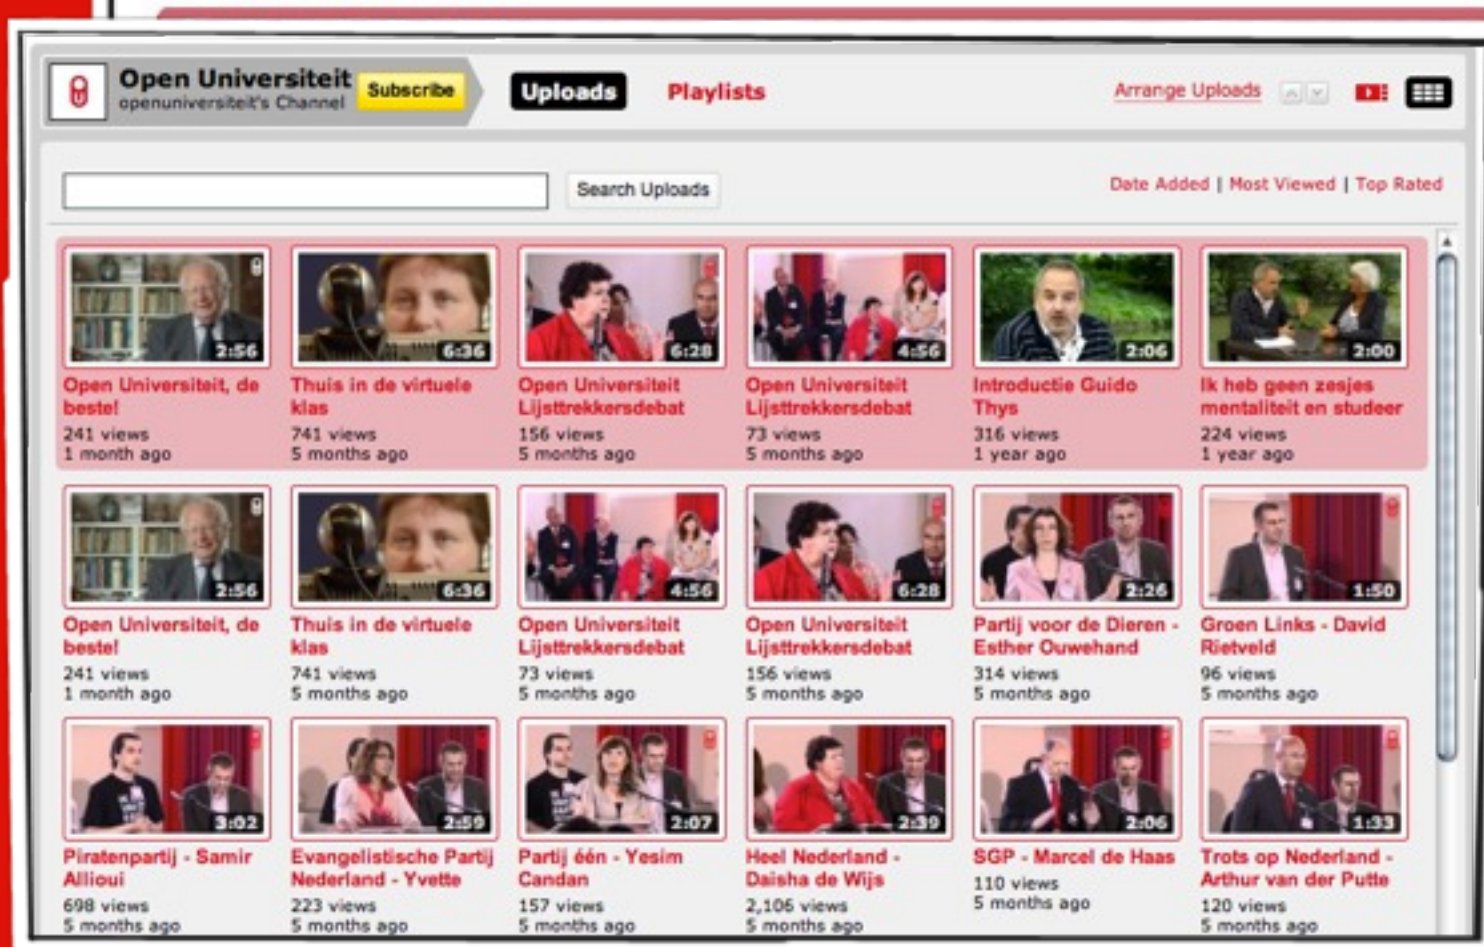 Open Universiteit
openuniversiteit's Channel
Subscribe
Uploads
Playlists
Arrange Uploads
Search Uploads
Date Added | Most Viewed | Top Rated
2:56
6:36
6:28
4:56
2:06
2:00
Open Universiteit, de
beste!
241 views
1 month ago
Thuis in de virtuele
klas
741 views
5 months ago
Open Universiteit
Lijsttrekkersdebat
156 views
5 months ago
Open Universiteit
Lijsttrekkersdebat
73 views
5 months ago
Introductie Guido
Thys
316 views
1 year ago
Ik heb geen zesjes
mentaliteit en studeer
224 views
1 year ago
2:56
6:36
4:56
6:28
2:26
1:50
Open Universiteit, de
beste!
241 views
1 month ago
Thuis in de virtuele
klas
741 views
5 months ago
Open Universiteit
Lijsttrekkersdebat
73 views
5 months ago
Open Universiteit
Lijsttrekkersdebat
156 views
5 months ago
Partij voor de Dieren -
Esther Ouwehand
314 views
5 months ago
Groen Links - David
Rietveld
96 views
5 months ago
3:02
2:59
2:07
2:39
2:06
1:33
Piratenpartij - Samir
Allioui
698 views
5 months ago
Evangelistische Partij
Nederland - Yvette
223 views
5 months ago
Partij één - Yesim
Candan
157 views
5 months ago
Heel Nederland -
Daisha de Wijs
2,106 views
5 months ago
SGP - Marcel de Haas
110 views
5 months ago
Trots op Nederland -
Arthur van der Putte
120 views
5 months ago